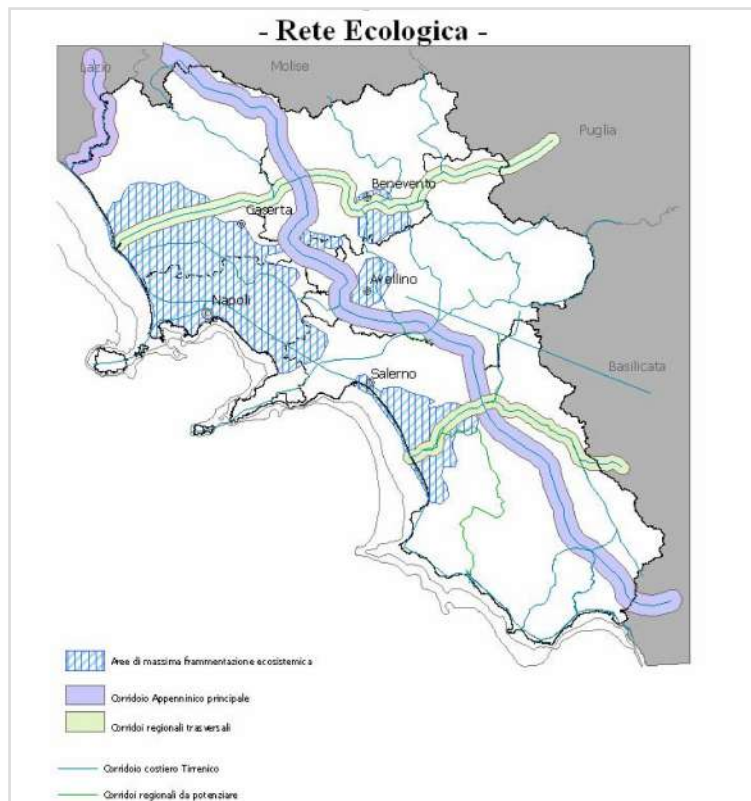 - Rete Ecologica -
Lazio
Molise
Puglia
Benevento
Caserta
Avellino
Napoli
Basilicata
Salerno
Aree di massima frammentazione ecosistemica
Corridoio Appenninico principale
Corridoi regionali trasversali
Corridoio costiero Tirrenico
Corridoi regionali da potenziare